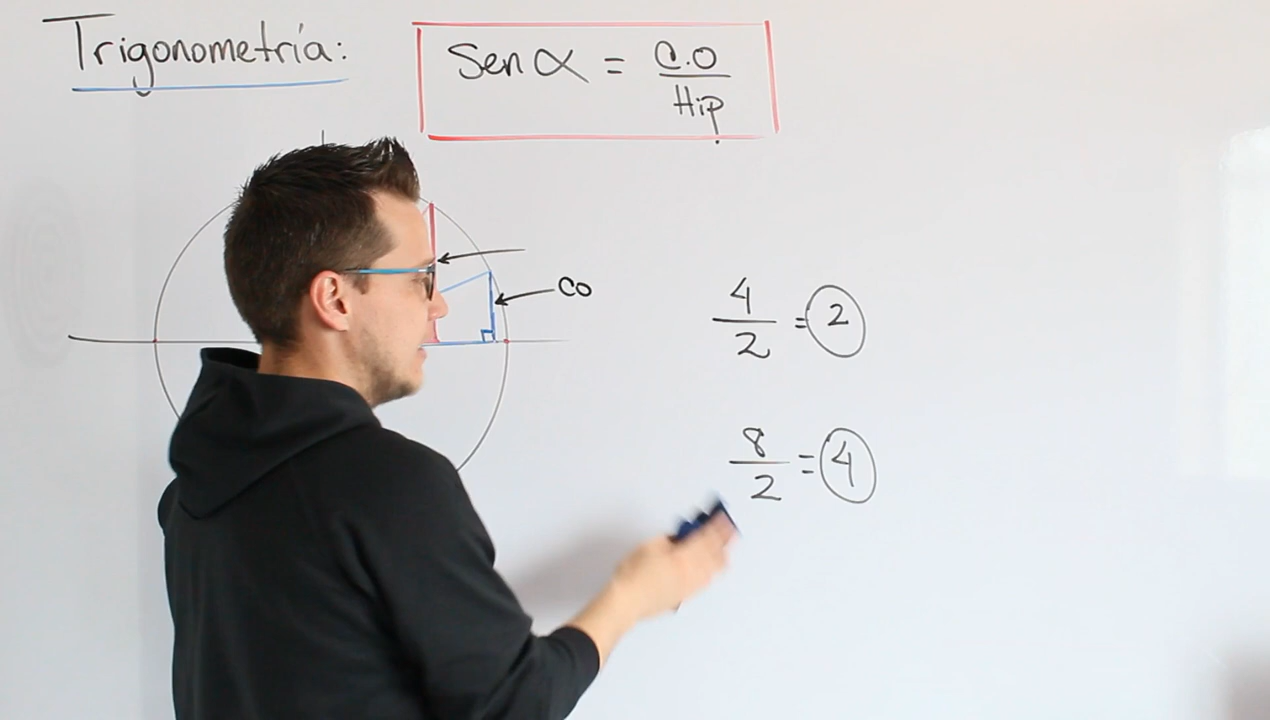 Trigonometría:
Sen α = C.O / Hip
CO
4 / 2 = 2
8 / 2 = 4